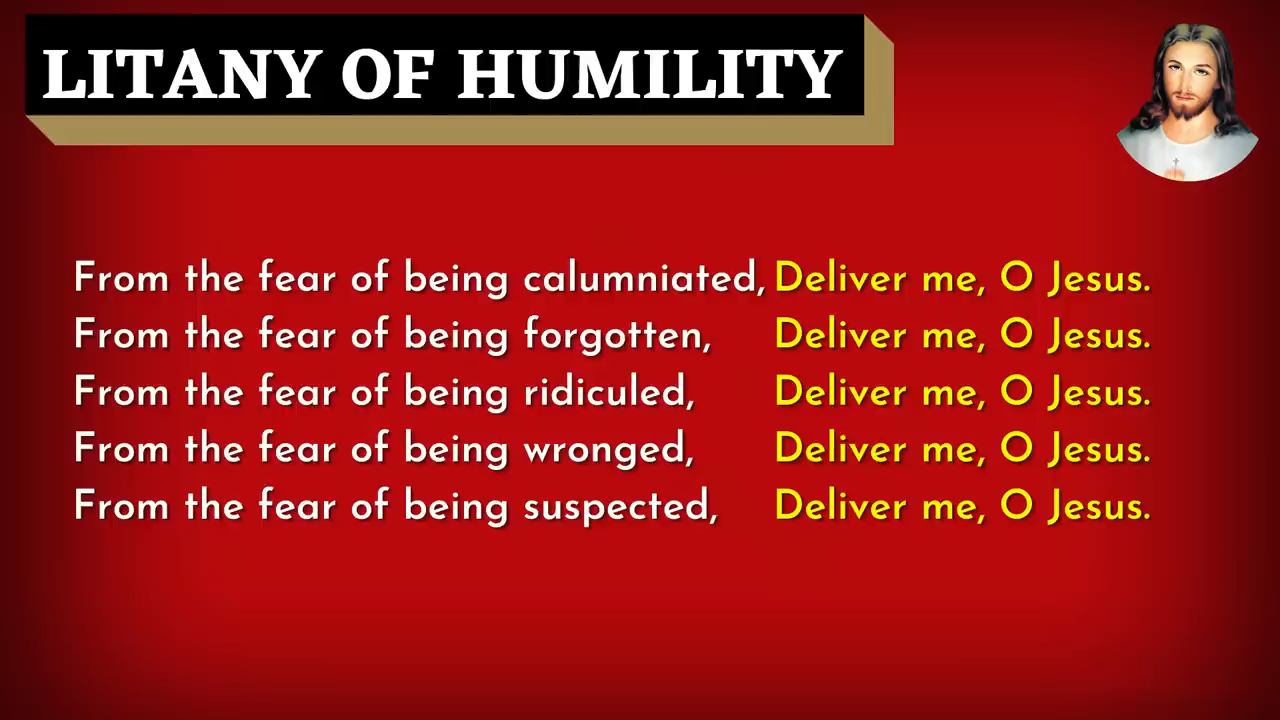 LITANY OF HUMILITY
From the fear of being calumniated, Deliver me, O Jesus.
From the fear of being forgotten, Deliver me, O Jesus.
From the fear of being ridiculed, Deliver me, O Jesus.
From the fear of being wronged, Deliver me, O Jesus.
From the fear of being suspected, Deliver me, O Jesus.